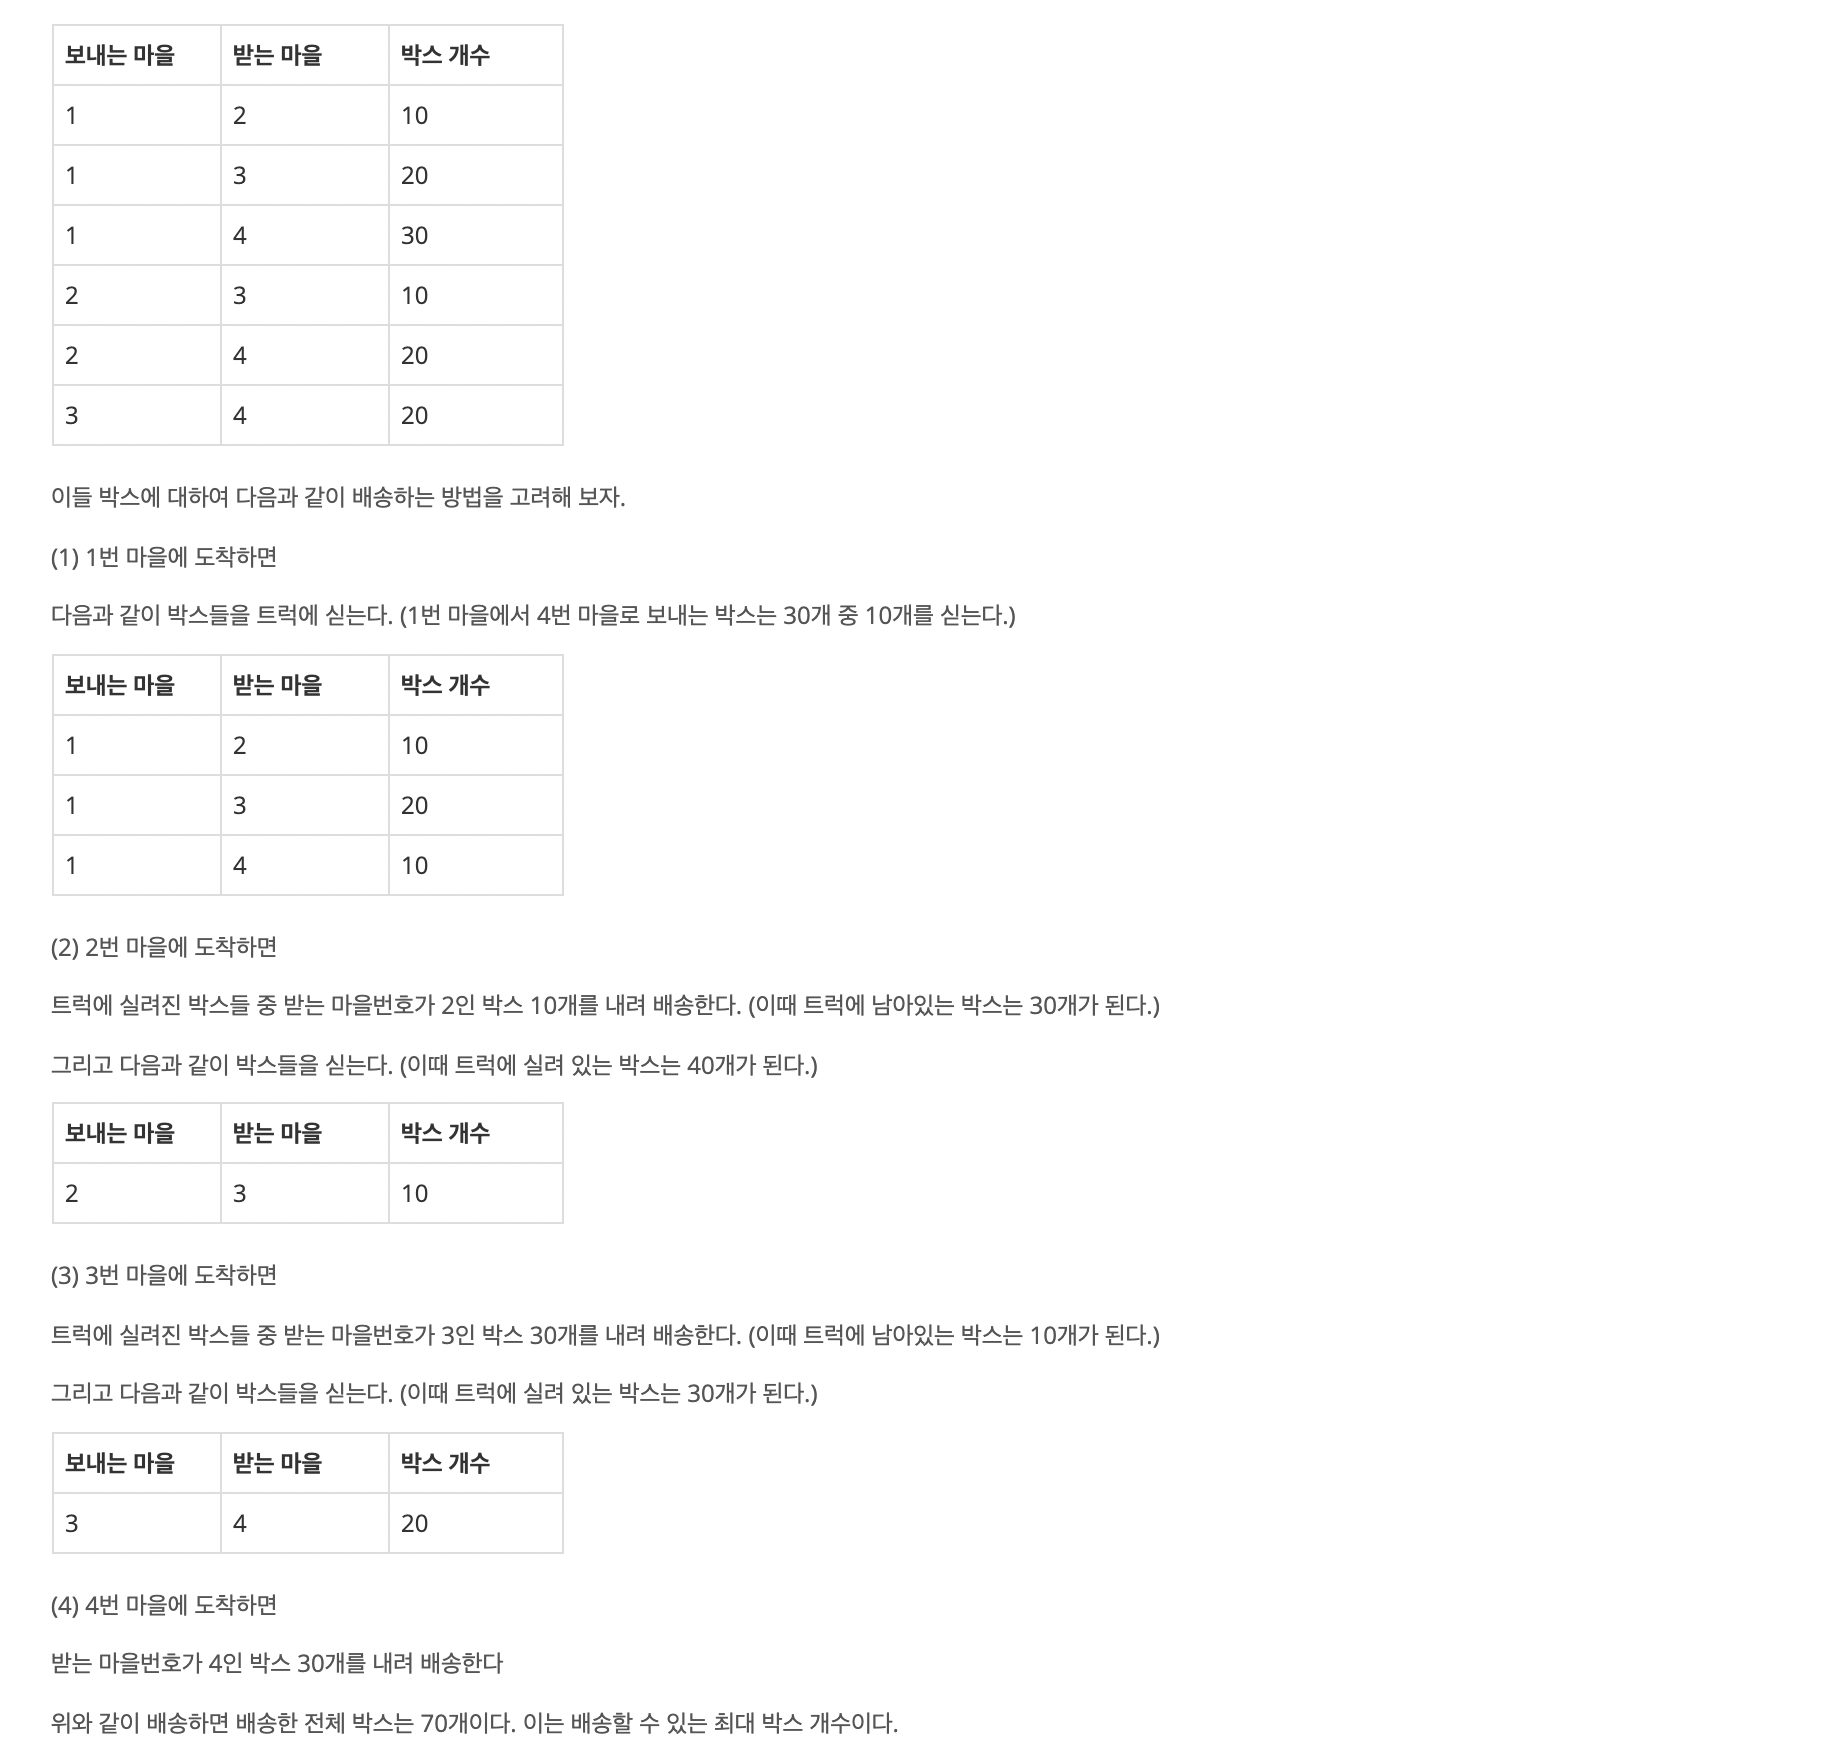 보내는 마을 받는 마을 박스 개수
1 2 10
1 3 20
1 4 30
2 3 10
2 4 20
3 4 20
이들 박스에 대하여 다음과 같이 배송하는 방법을 고려해 보자.
(1) 1번 마을에 도착하면
다음과 같이 박스들을 트럭에 싣는다. (1번 마을에서 4번 마을로 보내는 박스는 30개 중 10개를 싣는다.)
보내는 마을 받는 마을 박스 개수
1 2 10
1 3 20
1 4 10
(2) 2번 마을에 도착하면
트럭에 실려진 박스들 중 받는 마을번호가 2인 박스 10개를 내려 배송한다. (이때 트럭에 남아있는 박스는 30개가 된다.)
그리고 다음과 같이 박스들을 싣는다. (이때 트럭에 실려 있는 박스는 40개가 된다.)
보내는 마을 받는 마을 박스 개수
2 3 10
(3) 3번 마을에 도착하면
트럭에 실려진 박스들 중 받는 마을번호가 3인 박스 30개를 내려 배송한다. (이때 트럭에 남아있는 박스는 10개가 된다.)
그리고 다음과 같이 박스들을 싣는다. (이때 트럭에 실려 있는 박스는 30개가 된다.)
보내는 마을 받는 마을 박스 개수
3 4 20
(4) 4번 마을에 도착하면
받는 마을번호가 4인 박스 30개를 내려 배송한다
위와 같이 배송하면 배송한 전체 박스는 70개이다. 이는 배송할 수 있는 최대 박스 개수이다.